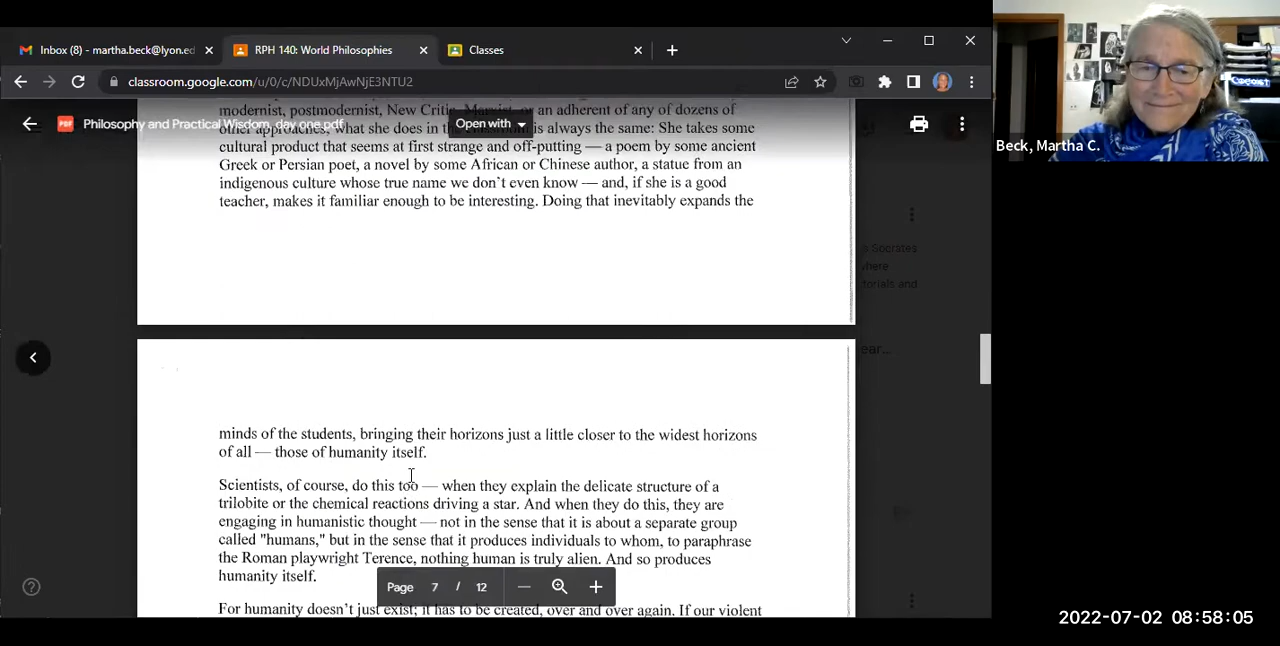 Inbox (8) - martha.beck@lyon.ed
RPH 140: World Philosophies
Classes
classroom.google.com/u/0/c/NDUxMjAwNjE3NTU2
Beck, Martha C.
PDF
Philosophy and Practical Wisdom, day one.pdf
Open with
modernist, postmodernist, New Critic, Marxist, or an adherent of any of dozens of
other approaches, what she does in the classroom is always the same: She takes some
cultural product that seems at first strange and off-putting — a poem by some ancient
Greek or Persian poet, a novel by some African or Chinese author, a statue from an
indigenous culture whose true name we don't even know — and, if she is a good
teacher, makes it familiar enough to be interesting. Doing that inevitably expands the
s Socrates
here
torials and
ear...
minds of the students, bringing their horizons just a little closer to the widest horizons
of all — those of humanity itself.
Scientists, of course, do this too — when they explain the delicate structure of a
trilobite or the chemical reactions driving a star. And when they do this, they are
engaging in humanistic thought — not in the sense that it is about a separate group
called "humans," but in the sense that it produces individuals to whom, to paraphrase
the Roman playwright Terence, nothing human is truly alien. And so produces
humanity itself.
Page 7 / 12
For humanity doesn't just exist; it has to be created, over and over again. If our violent
2022-07-02 08:58:05